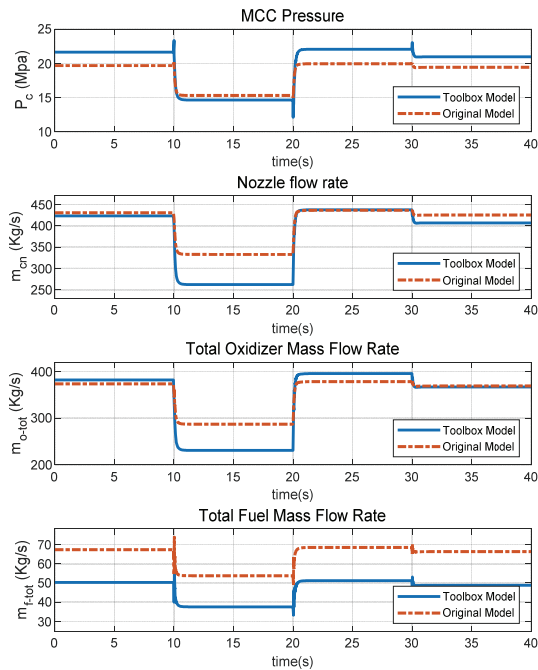 MCC Pressure
25
20
15
10
P_c (Mpa)
Toolbox Model
Original Model
0 5 10 15 20 25 30 35 40
time(s)
Nozzle flow rate
450
400
350
300
250
m_cn (Kg/s)
Toolbox Model
Original Model
0 5 10 15 20 25 30 35 40
time(s)
Total Oxidizer Mass Flow Rate
400
300
200
m_o-tot (Kg/s)
Toolbox Model
Original Model
0 5 10 15 20 25 30 35 40
time(s)
Total Fuel Mass Flow Rate
70
60
50
40
30
m_f-tot (Kg/s)
Toolbox Model
Original Model
0 5 10 15 20 25 30 35 40
time(s)